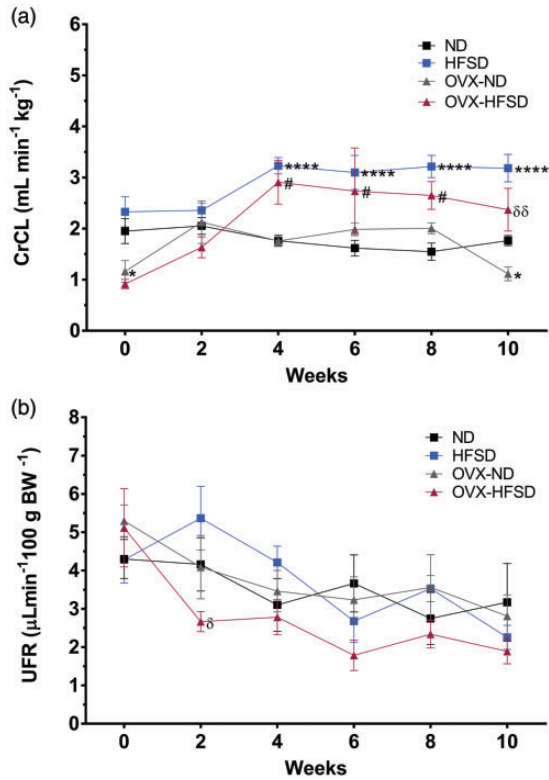 (a)
6
5
4
3
2
1
0
CrCL (mL min⁻¹ kg⁻¹)
ND
HFSD
OVX-ND
OVX-HFSD
*
****
#
****
#
****
#
****
δδ
*
0 2 4 6 8 10
Weeks
(b)
8
7
6
5
4
3
2
1
0
UFR (μLmin⁻¹100 g BW ⁻¹)
ND
HFSD
OVX-ND
OVX-HFSD
δ
0 2 4 6 8 10
Weeks